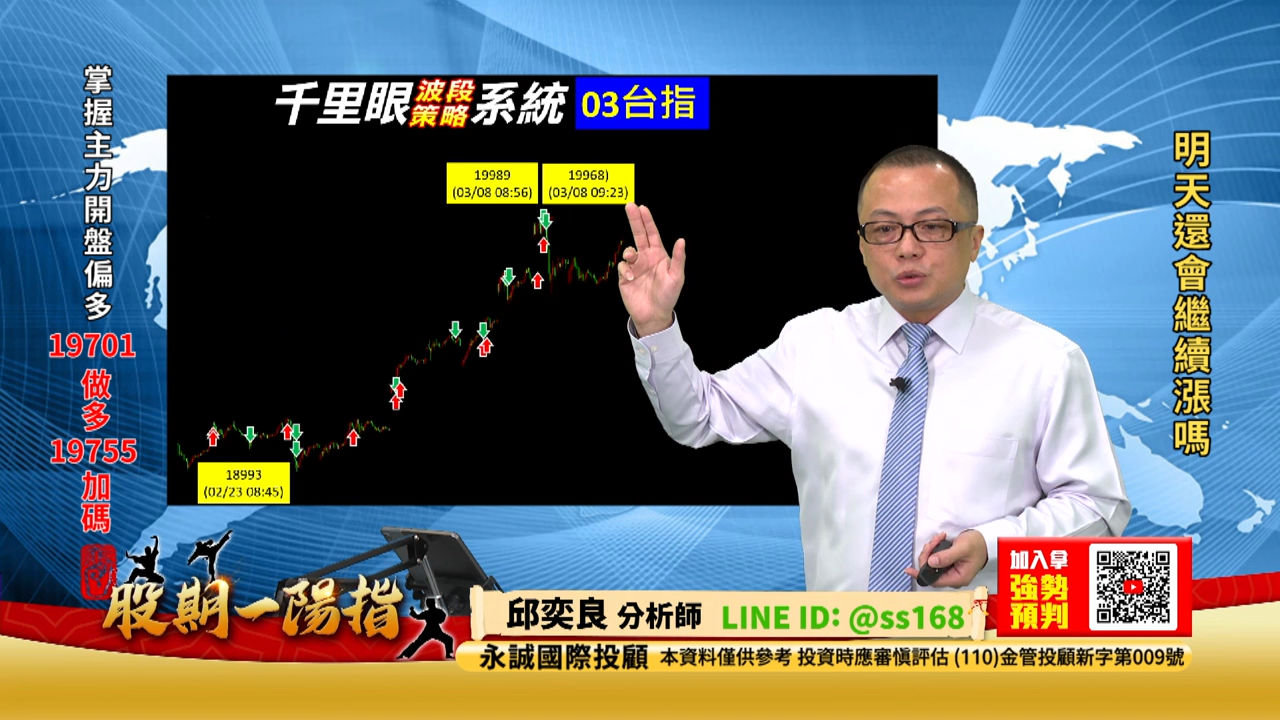 掌握主力開盤偏多
19701
做多
19755
加碼
千里眼波段策略系統 03台指
19989
(03/08 08:56)
19968)
(03/08 09:23)
18993
(02/23 08:45)
明天還會繼續漲嗎
股期一陽指
邱奕良 分析師 LINE ID: @ss168
加入拿
強勢
預判
永誠國際投顧 本資料僅供參考 投資時應審慎評估 (110)金管投顧新字第009號